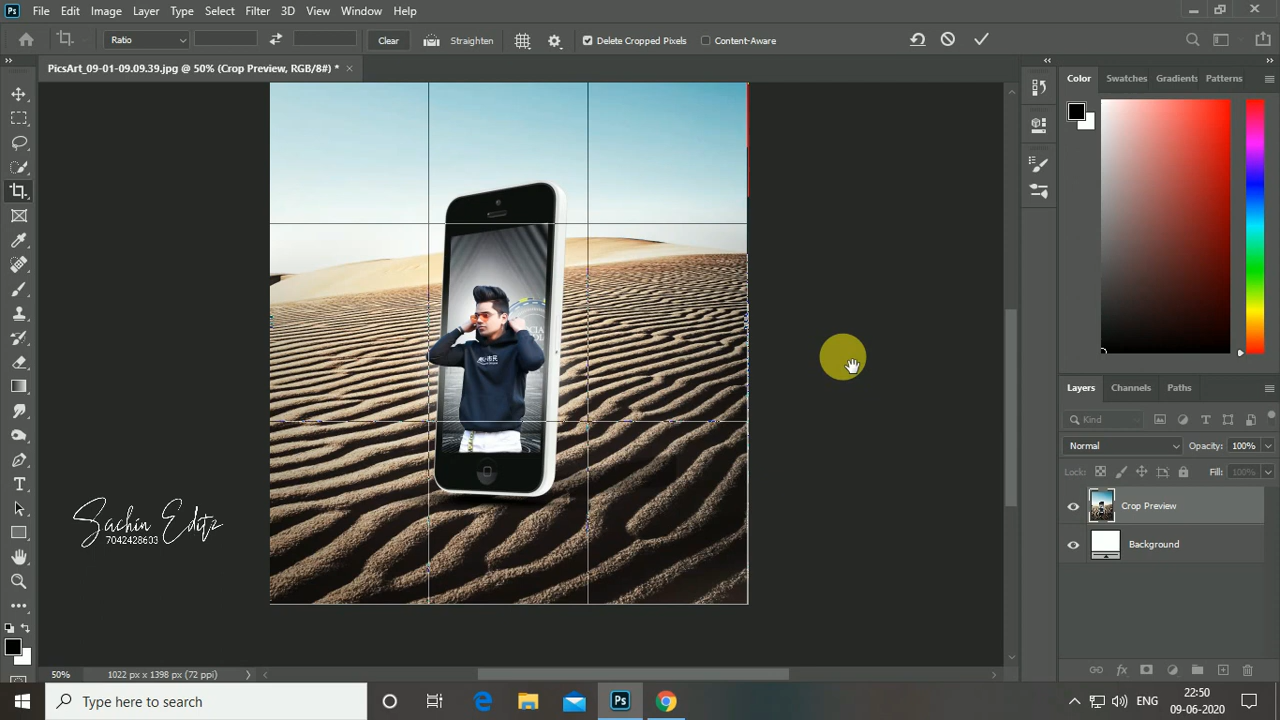 Ps File Edit Image Layer Type Select Filter 3D View Window Help
Ratio Clear Straighten Delete Cropped Pixels Content-Aware
PicsArt_09-01-09.09.39.jpg @ 50% (Crop Preview, RGB/8#) * ×
Color Swatches Gradients Patterns
Layers Channels Paths
Kind
Normal Opacity: 100%
Lock: Fill: 100%
Crop Preview
Background
Sachin Editz
7042428603
50% 1022 px x 1398 px (72 ppi)
Type here to search
Ps
ENG
22:50
09-06-2020